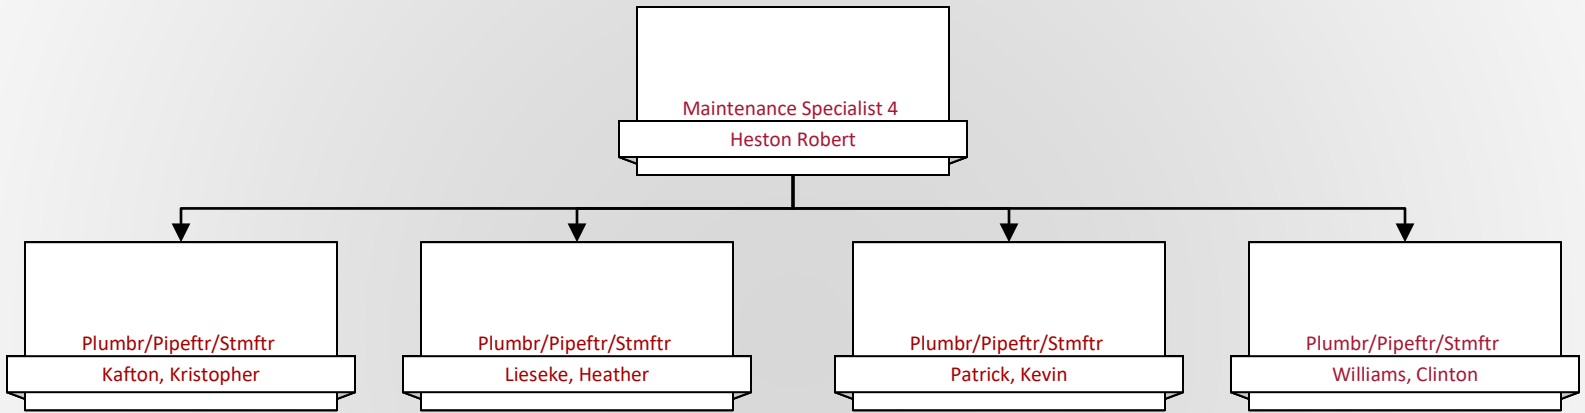 Maintenance Specialist 4
Heston Robert
Plumbr/Pipeftr/Stmftr
Kafton, Kristopher
Plumbr/Pipeftr/Stmftr
Lieseke, Heather
Plumbr/Pipeftr/Stmftr
Patrick, Kevin
Plumbr/Pipeftr/Stmftr
Williams, Clinton